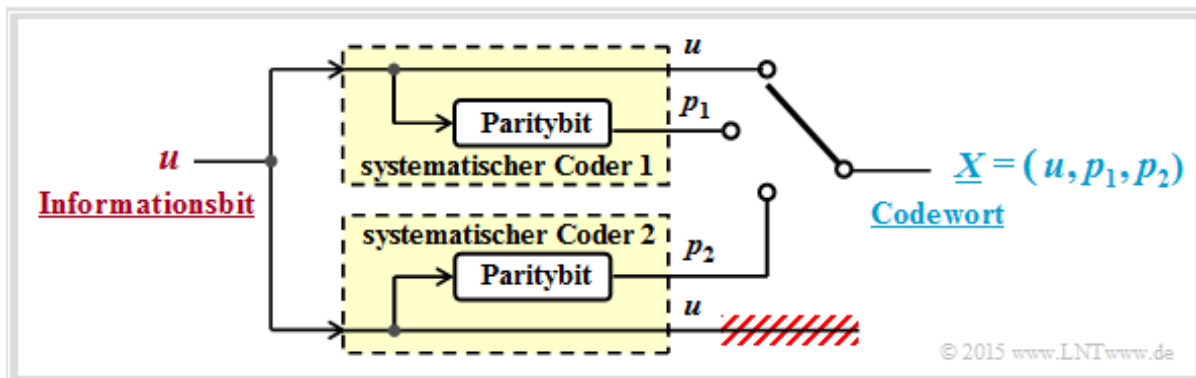 u
p₁
Paritybit
systematischer Coder 1
u
Informationsbit
X = ( u, p₁, p₂)
Codewort
systematischer Coder 2
p₂
Paritybit
u
© 2015 www.LNTwww.de